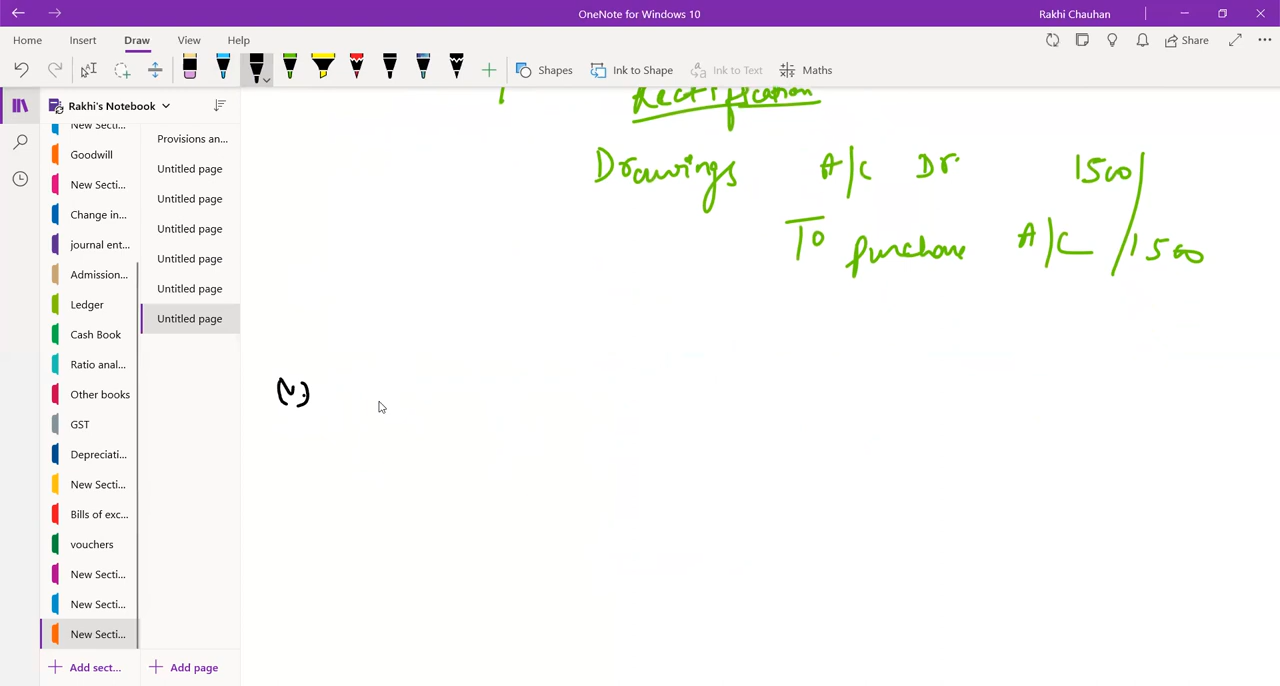 OneNote for Windows 10
Rakhi Chauhan
Home Insert Draw View Help
Share
Shapes Ink to Shape Ink to Text Maths
Rakhi's Notebook
New Secti...
Goodwill
New Secti...
Change in...
journal ent...
Admission...
Ledger
Cash Book
Ratio anal...
Other books
GST
Depreciati...
New Secti...
Bills of exc...
vouchers
New Secti...
New Secti...
New Secti...
Add sect...
Provisions an...
Untitled page
Untitled page
Untitled page
Untitled page
Untitled page
Untitled page
Add page
Rectification
Drawings A/C Dr. 1500
To purchase A/C 1500